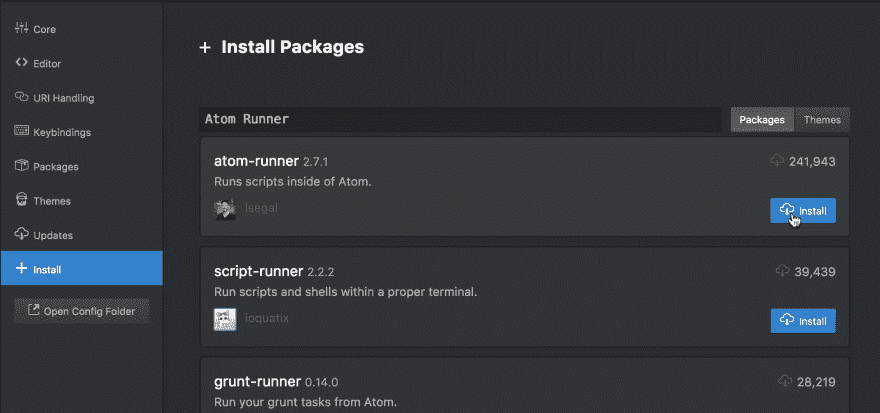 Core
Editor
URI Handling
Keybindings
Packages
Themes
Updates
Install
Open Config Folder
Install Packages
Atom Runner
Packages Themes
atom-runner 2.7.1 241,943
Runs scripts inside of Atom.
lsegal Install
script-runner 2.2.2 39,439
Run scripts and shells within a proper terminal.
ioquatix Install
grunt-runner 0.14.0 28,219
Run your grunt tasks from Atom.